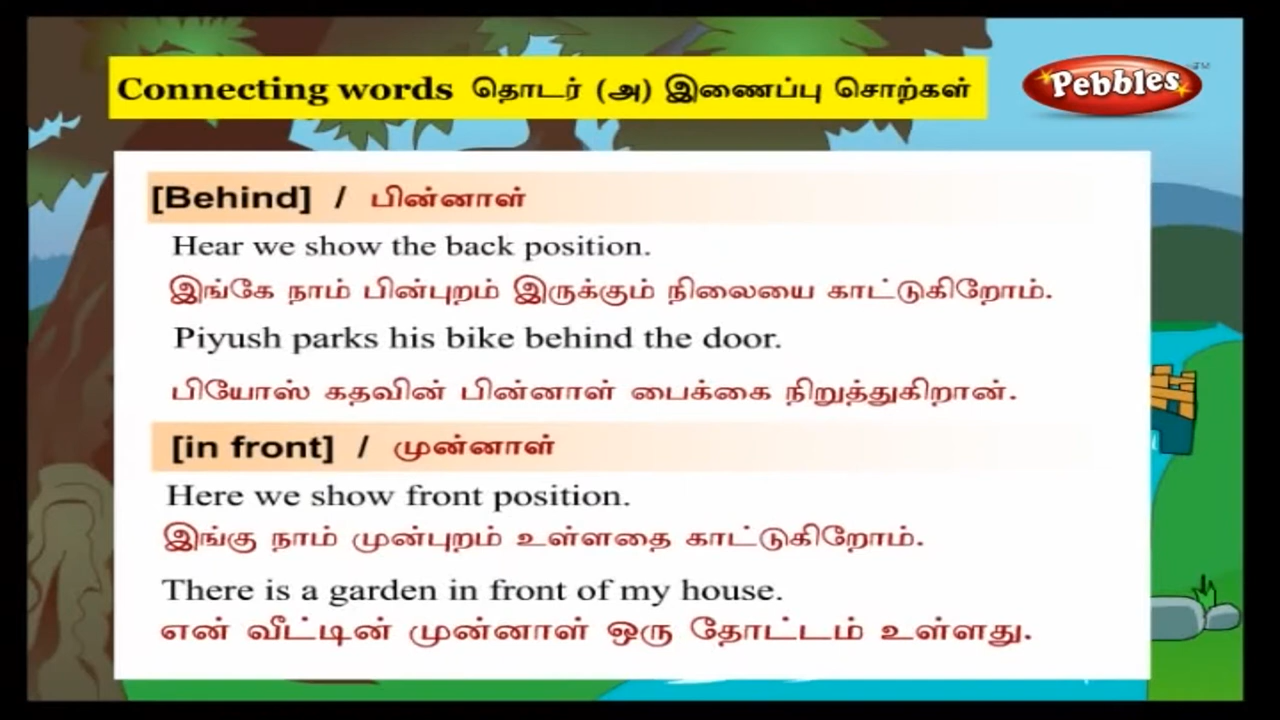 Connecting words தொடர் (அ) இணைப்பு சொற்கள்
Pebbles TM
[Behind] / பின்னாள்
Hear we show the back position.
இங்கே நாம் பின்புறம் இருக்கும் நிலையை காட்டுகிறோம்.
Piyush parks his bike behind the door.
பியோஸ் கதவின் பின்னாள் பைக்கை நிறுத்துகிறான்.
[in front] / முன்னாள்
Here we show front position.
இங்கு நாம் முன்புறம் உள்ளதை காட்டுகிறோம்.
There is a garden in front of my house.
என் வீட்டின் முன்னாள் ஒரு தோட்டம் உள்ளது.